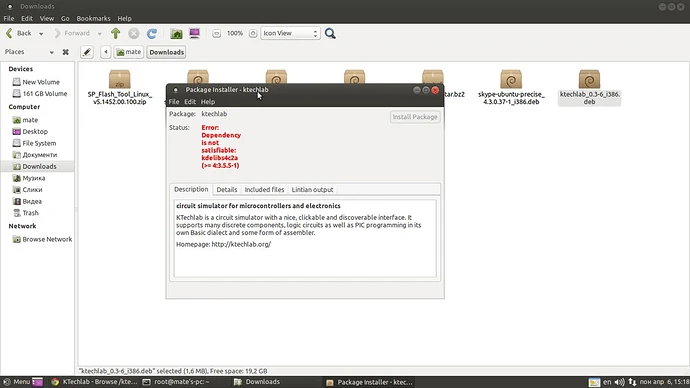 Downloads
File Edit View Go Bookmarks Help
Back Forward 100% Icon View
Places mate Downloads
Devices
New Volume
161 GB Volume
Computer
mate
Desktop
File System
Документи
Downloads
Музика
Слики
Видеа
Trash
Network
Browse Network
SP_Flash_Tool_Linux_
v5.1452.00.100.zip
tar.bz2
skype-ubuntu-precise_
4.3.0.37-1_i386.deb
ktechlab_0.3-6_i386.
deb
Package Installer - ktechlab
File Edit Help
Package: ktechlab
Install Package
Status: Error:
Dependency
is not
satisfiable:
kdelibs4c2a
(>= 4:3.5.5-1)
Description Details Included files Lintian output
circuit simulator for microcontrollers and electronics
KTechlab is a circuit simulator with a nice, clickable and discoverable interface. It
supports many discrete components, logic circuits as well as PIC programming in its
own Basic dialect and some form of assembler.
Homepage: http://ktechlab.org/
"ktechlab_0.3-6_i386.deb" selected (1,6 MB), Free space: 19,2 GB
Menu KTechlab - Browse /kte... root@mate's-pc: ~ Downloads Package Installer - ktec... en пон апр 6, 15:18